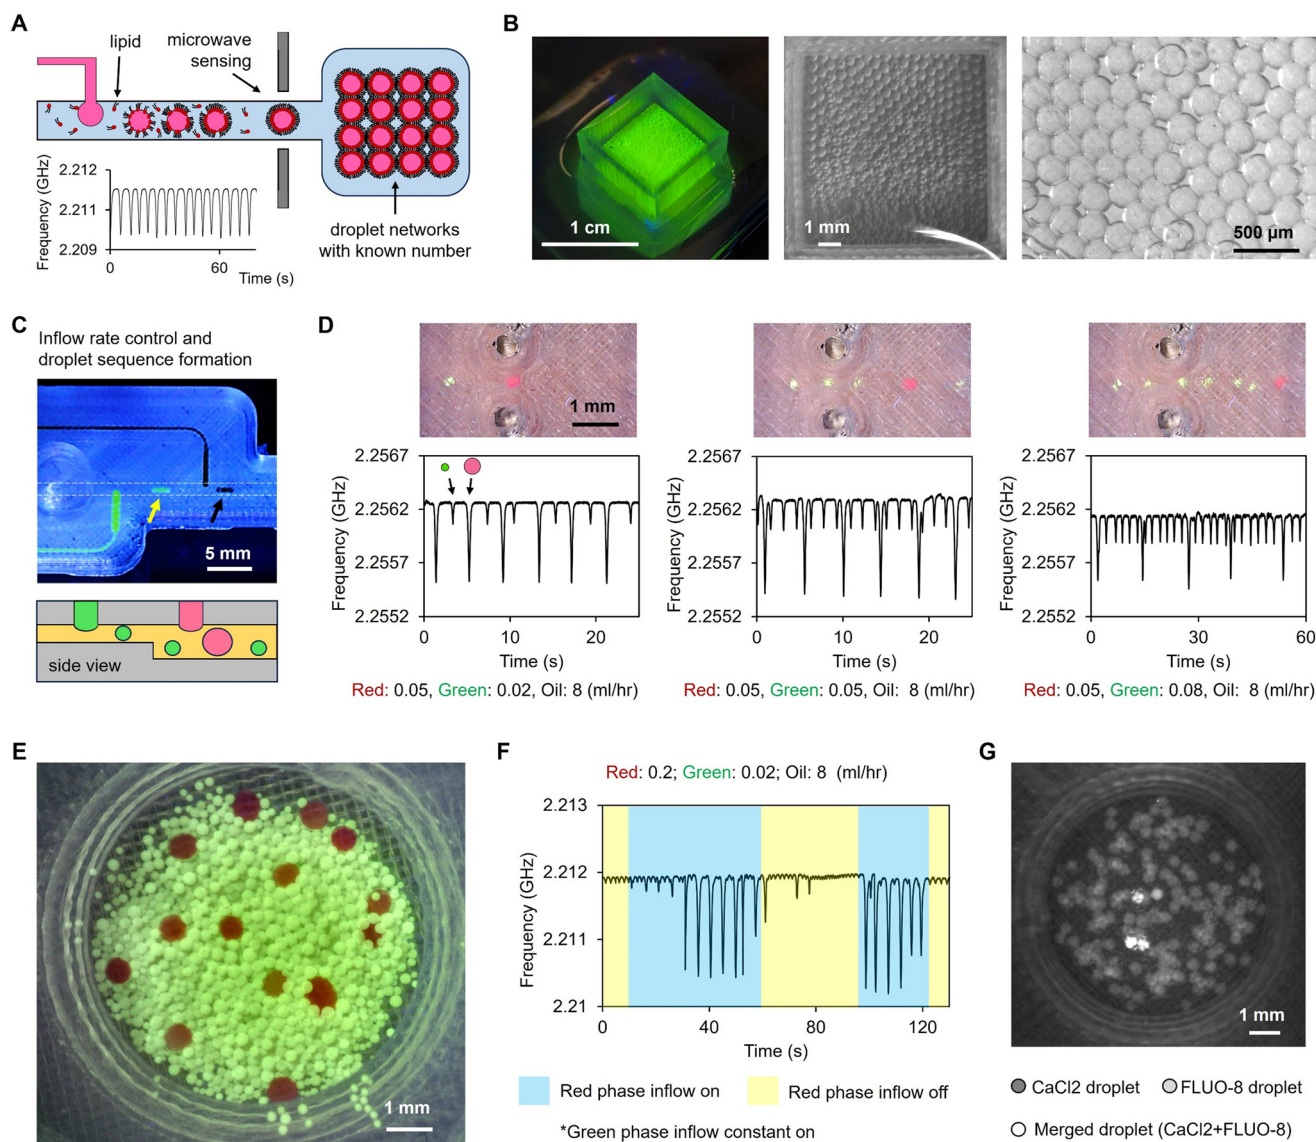 A
lipid
microwave
sensing
Frequency (GHz)
2.212
2.211
2.209
0
60
Time (s)
droplet networks
with known number
B
1 cm
1 mm
500 µm
C
Inflow rate control and
droplet sequence formation
5 mm
side view
D
1 mm
Frequency (GHz)
2.2567
2.2562
2.2557
2.2552
0
10
20
Time (s)
Red: 0.05, Green: 0.02, Oil: 8 (ml/hr)
Frequency (GHz)
2.2567
2.2562
2.2557
2.2552
0
10
20
Time (s)
Red: 0.05, Green: 0.05, Oil: 8 (ml/hr)
Frequency (GHz)
2.2567
2.2562
2.2557
2.2552
0
15
30
45
60
Time (s)
Red: 0.05, Green: 0.08, Oil: 8 (ml/hr)
E
1 mm
F
Red: 0.2; Green: 0.02; Oil: 8 (ml/hr)
Frequency (GHz)
2.213
2.212
2.211
2.21
0
40
80
120
Time (s)
Red phase inflow on
Red phase inflow off
*Green phase inflow constant on
G
1 mm
CaCl2 droplet
FLUO-8 droplet
Merged droplet (CaCl2+FLUO-8)